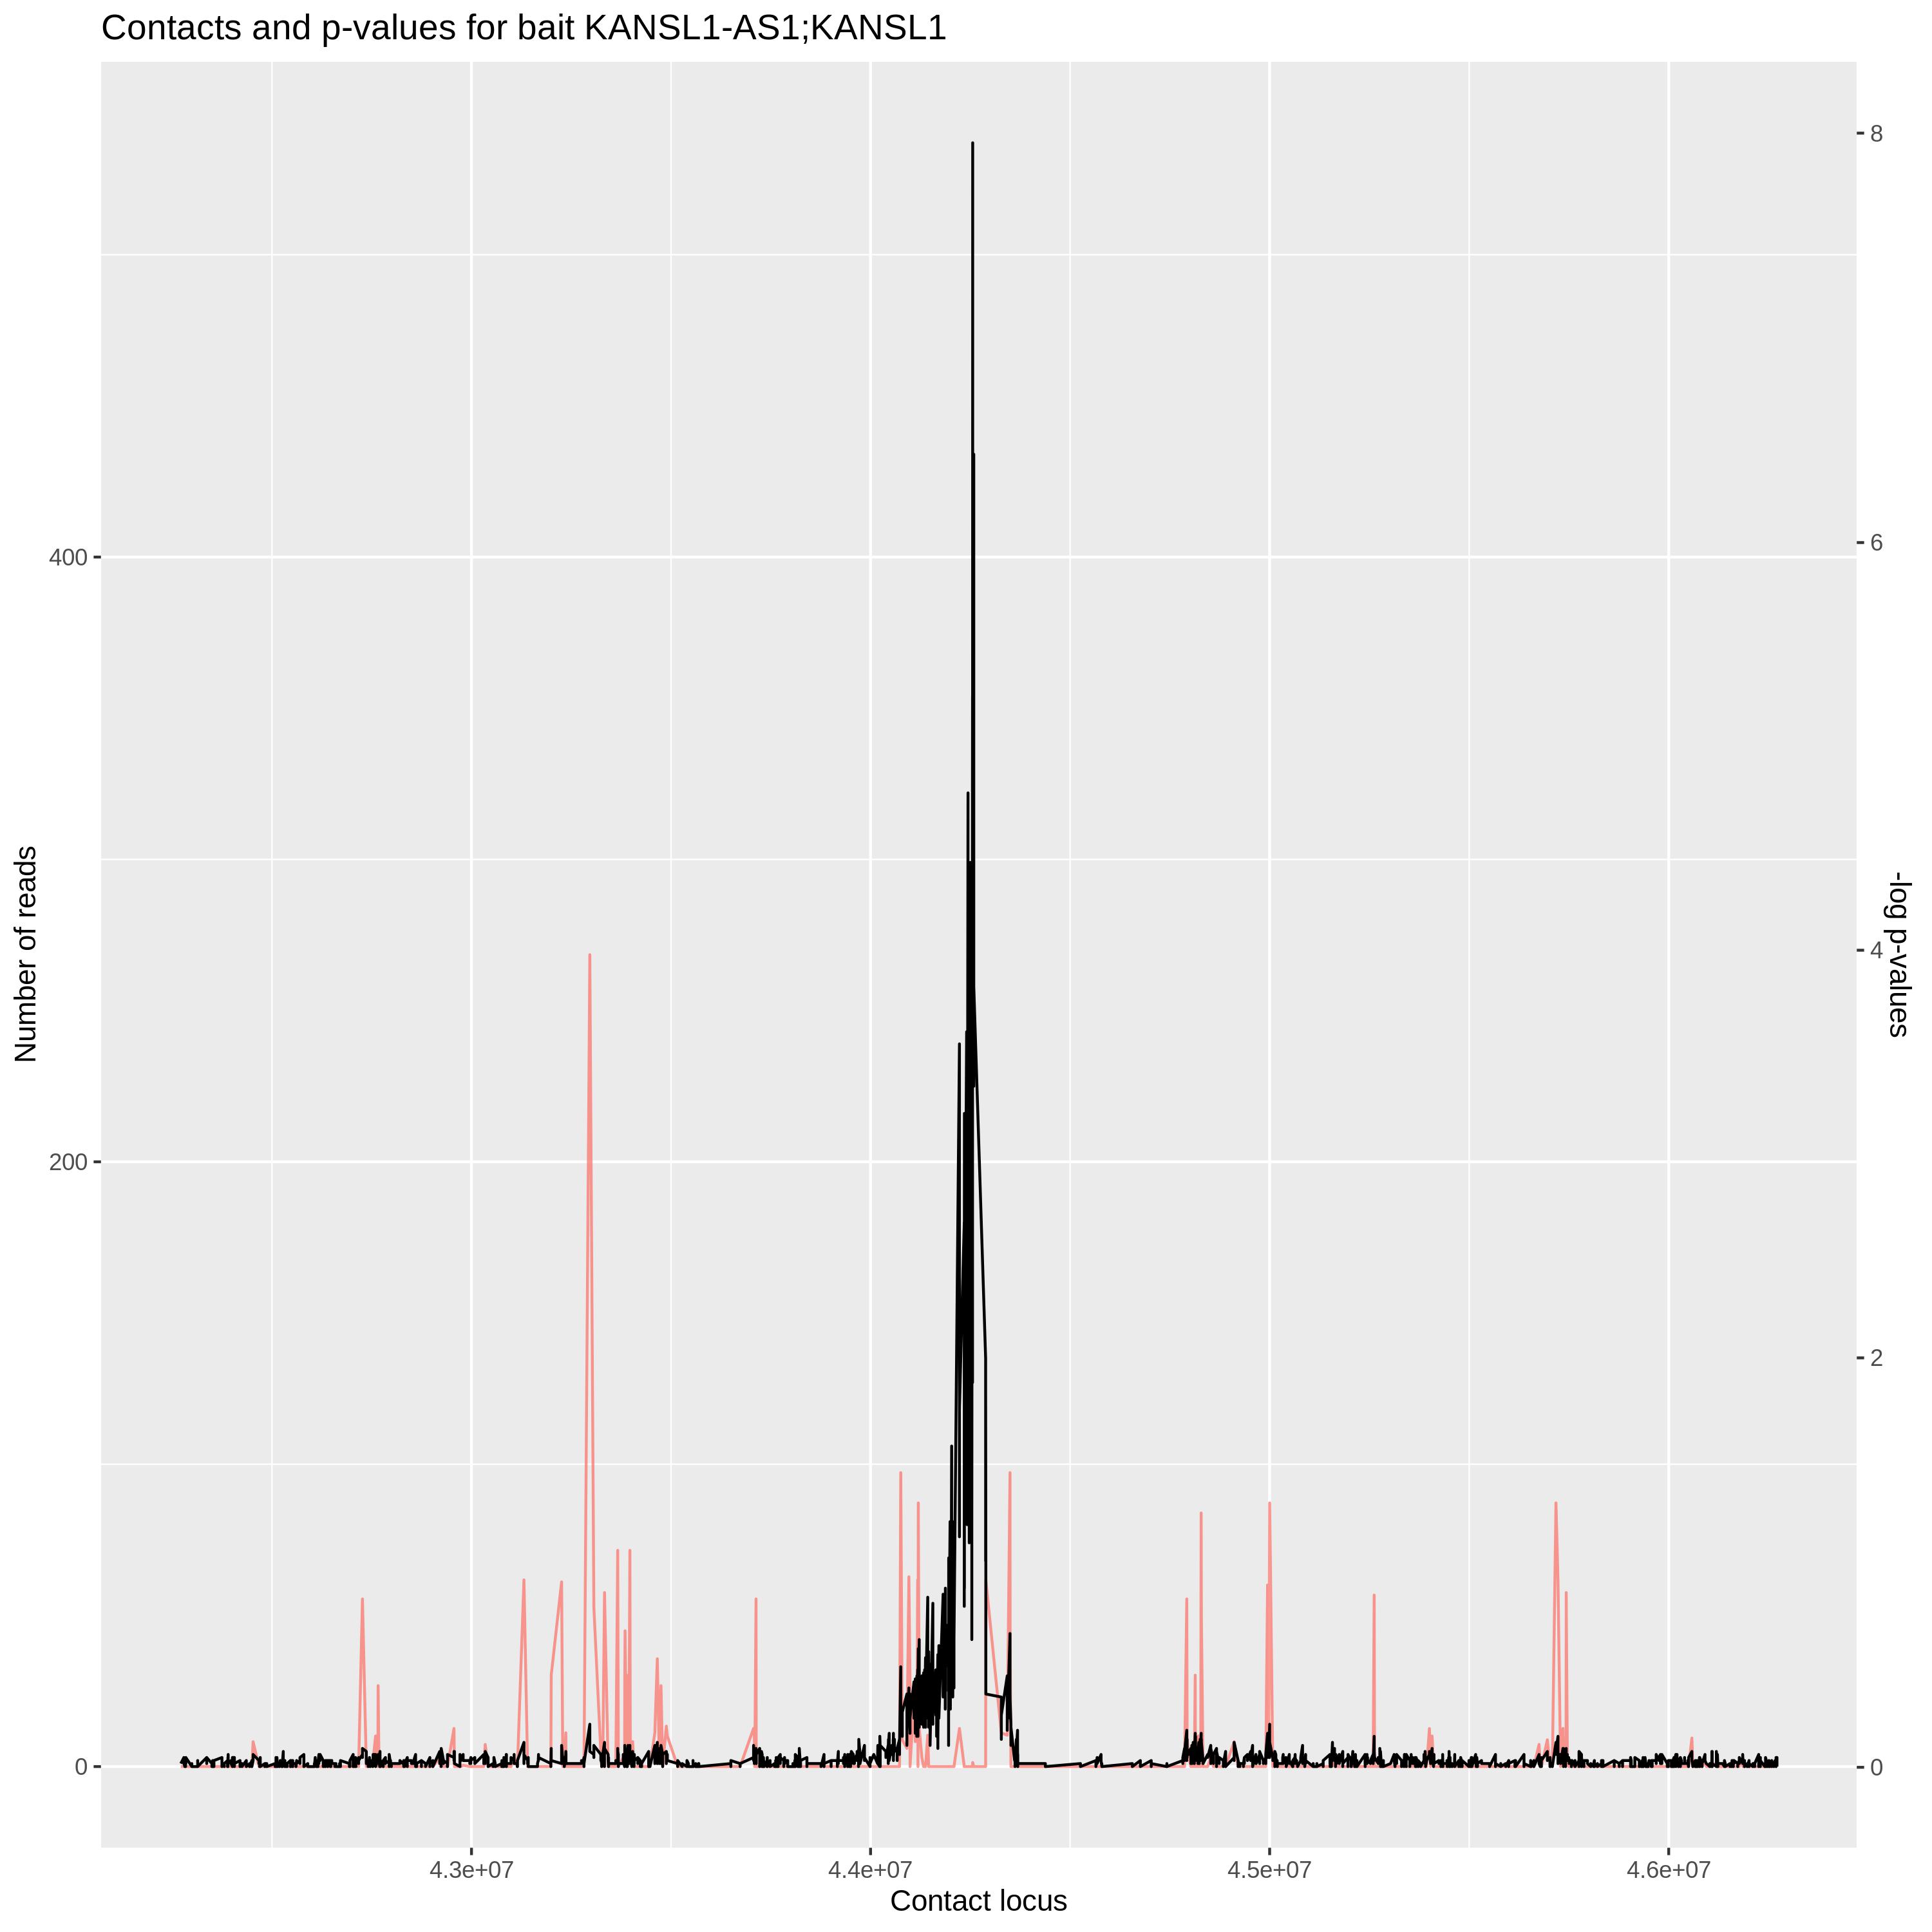 Contacts and p-values for bait KANSL1-AS1;KANSL1
Number of reads
400
200
0
8
6
4
2
0
-log p-values
4.3e+07
4.4e+07
4.5e+07
4.6e+07
Contact locus